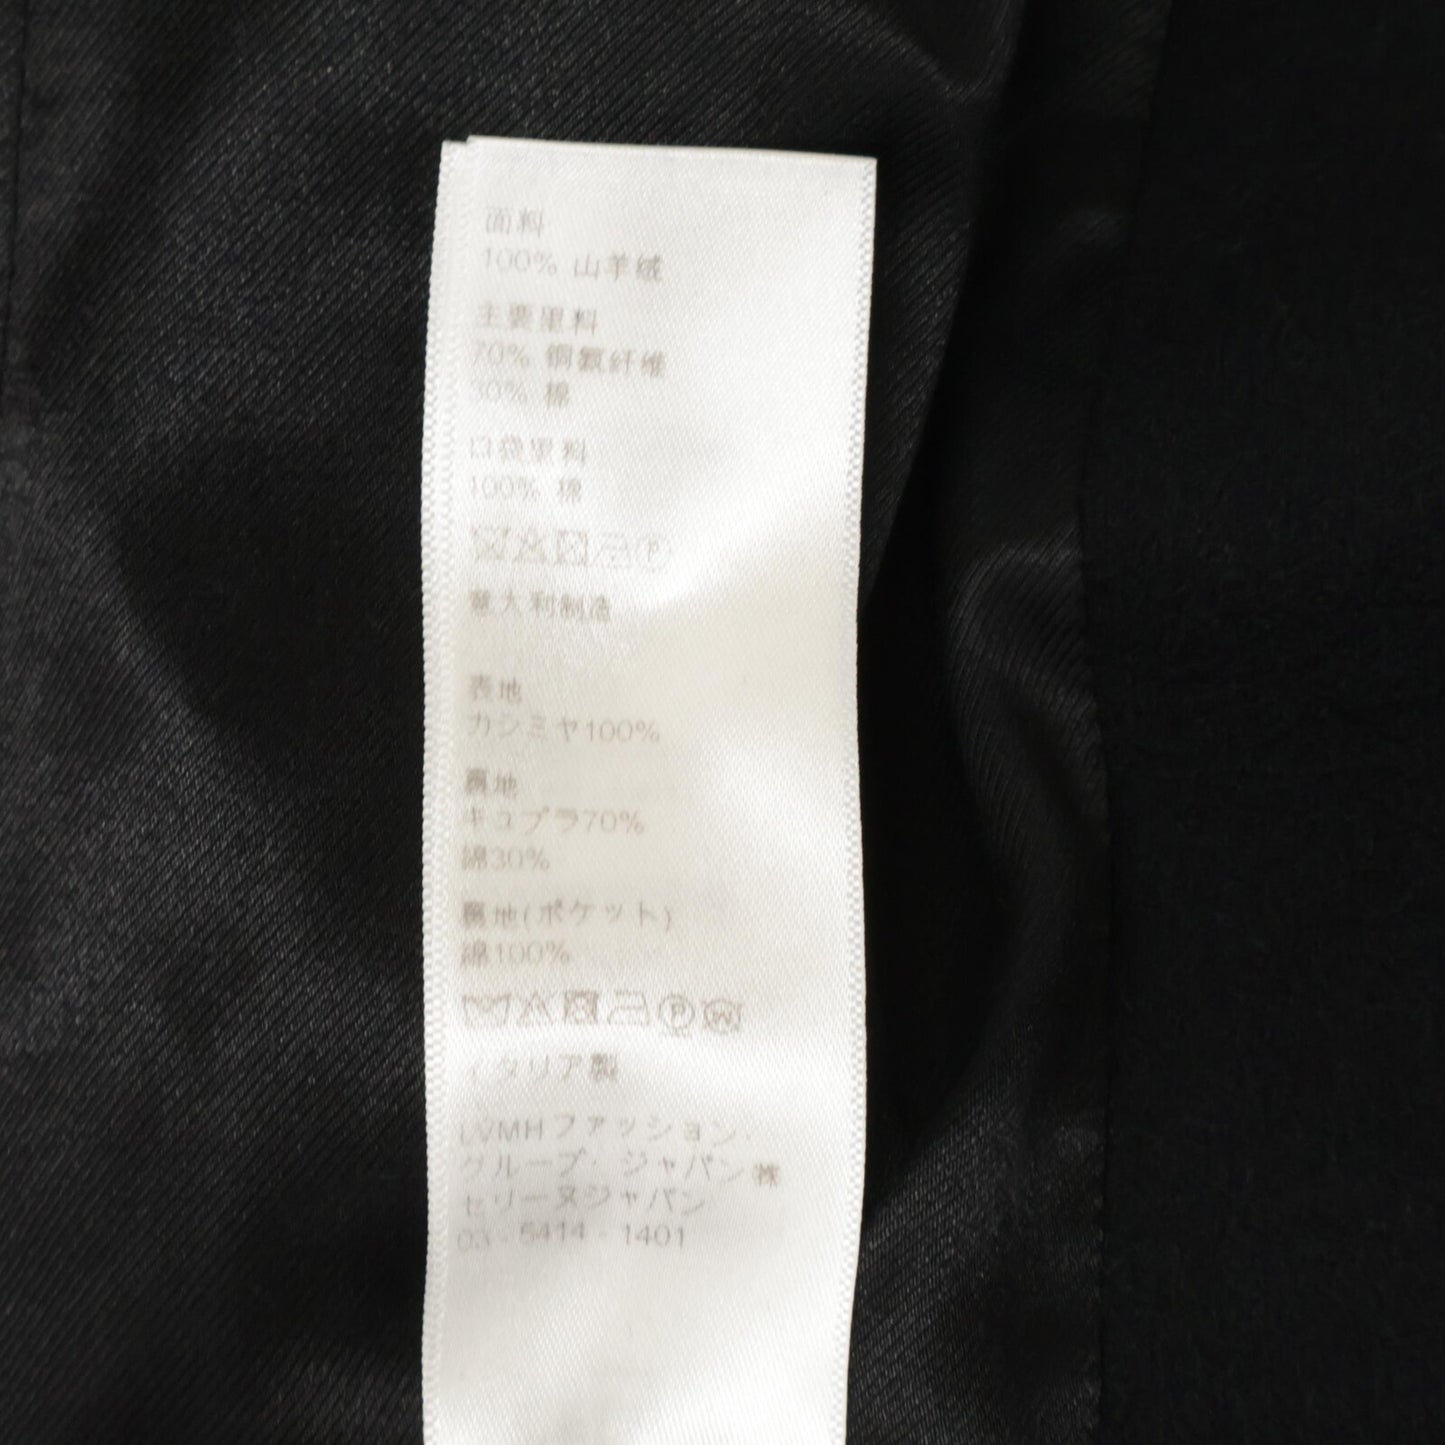 面料
100% 山羊绒
主要里料
70% 铜氨纤维
30% 棉
口袋里料
100% 棉
意大利制造
表地
カシミヤ100%
裏地
キュプラ70%
綿30%
裏地(ポケット)
綿100%
イタリア製
LVMHファッション・
グループ・ジャパン㈱
セリーヌジャパン
03-5414-1401